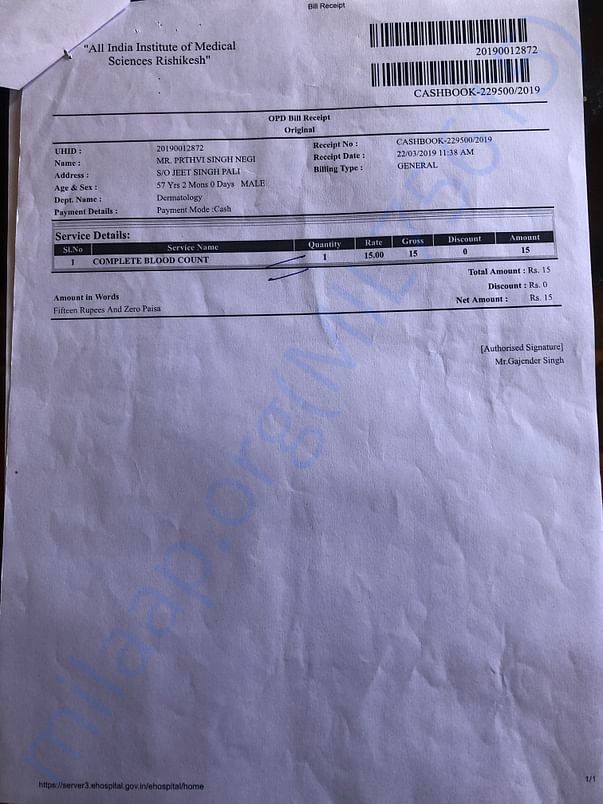 Bill Receipt
"All India Institute of Medical
Sciences Rishikesh"
20190012872
CASHBOOK-229500/2019
OPD Bill Receipt
Original
UHID : 20190012872 Receipt No : CASHBOOK-229500/2019
Name : MR. PRTHVI SINGH NEGI Receipt Date : 22/03/2019 11:38 AM
Address : S/O JEET SINGH PALI Billing Type : GENERAL
Age & Sex : 57 Yrs 2 Mons 0 Days MALE
Dept. Name : Dermatology
Payment Details : Payment Mode :Cash
Service Details:
Sl.No Service Name Quantity Rate Gross Discount Amount
1 COMPLETE BLOOD COUNT 1 15.00 15 0 15
Total Amount : Rs. 15
Discount : Rs. 0
Amount in Words Net Amount : Rs. 15
Fifteen Rupees And Zero Paisa
[Authorised Signature]
Mr.Gajender Singh
https://server3.ehospital.gov.in/ehospital/home
1/1